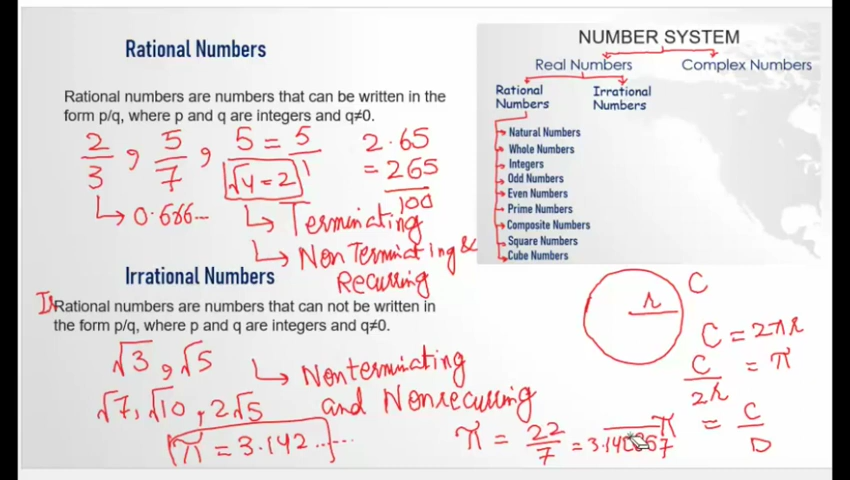 Rational Numbers
Rational numbers are numbers that can be written in the
form p/q, where p and q are integers and q≠0.
2/3 , 5/7 , 5 = 5/1
√4 = 2
2.65
= 265/100
↳ 0.666...
↳ Terminating
↳ Non Terminating &
Recurring
Irrational Numbers
IrRational numbers are numbers that can not be written in
the form p/q, where p and q are integers and q≠0.
√3 , √5
↳ Nonterminating
and Nonrecurring
√7, √10, 2√5
π = 3.142......
NUMBER SYSTEM
Real Numbers
Complex Numbers
Rational
Numbers
Irrational
Numbers
Natural Numbers
Whole Numbers
Integers
Odd Numbers
Even Numbers
Prime Numbers
Composite Numbers
Square Numbers
Cube Numbers
r
C
C = 2πr
C/2r = π
π = C/D
π = 22/7